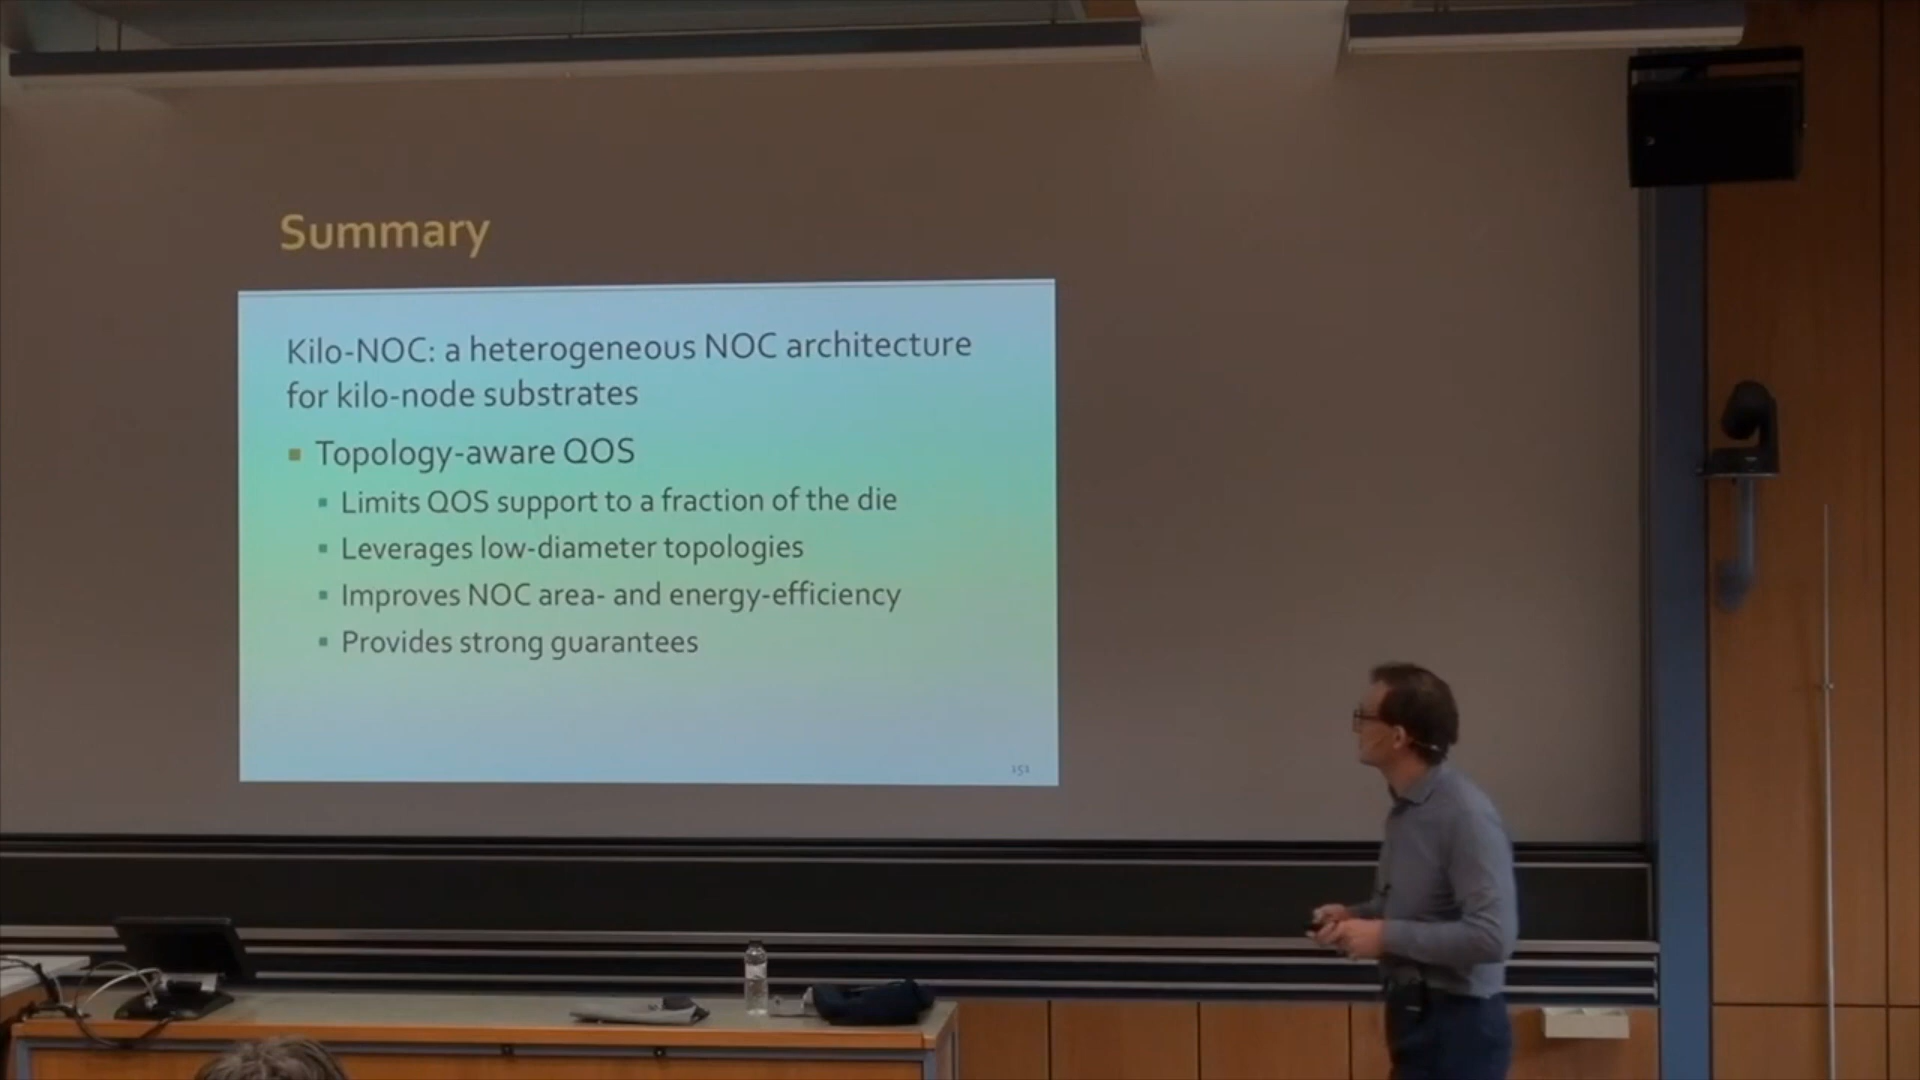 Summary
Kilo-NOC: a heterogeneous NOC architecture
for kilo-node substrates
Topology-aware QOS
Limits QOS support to a fraction of the die
Leverages low-diameter topologies
Improves NOC area- and energy-efficiency
Provides strong guarantees
151